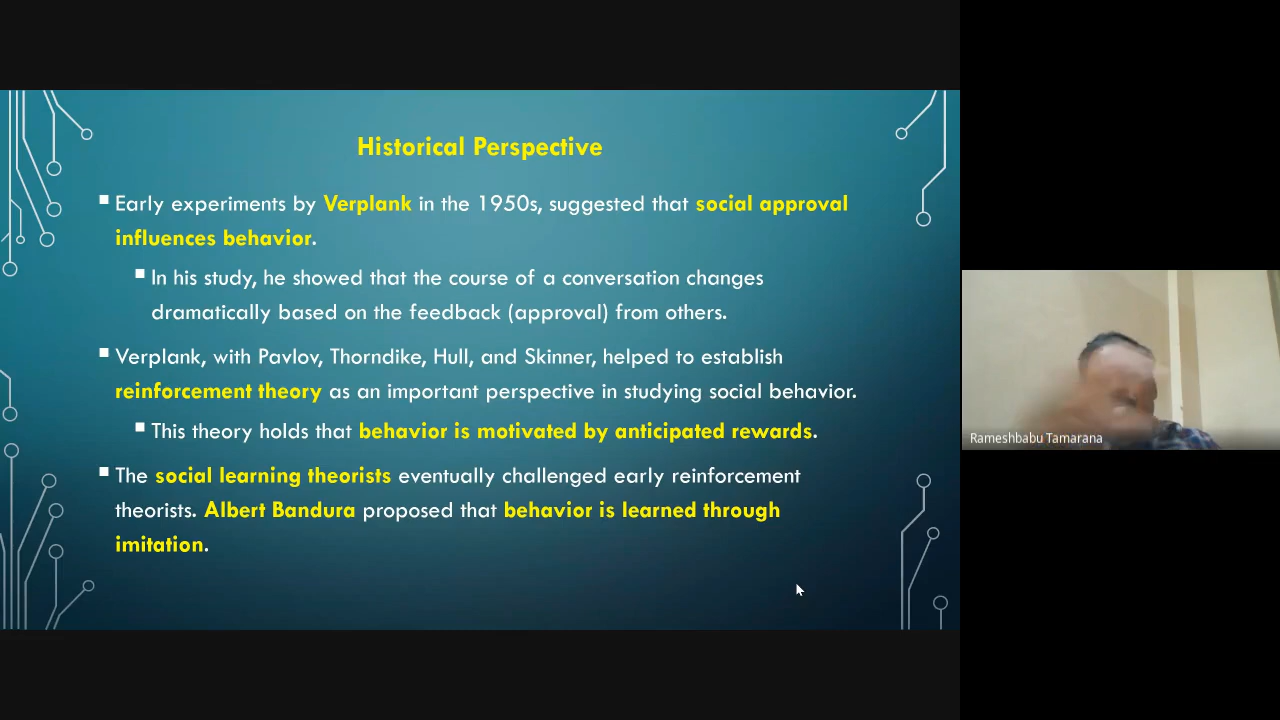 Historical Perspective
Early experiments by Verplank in the 1950s, suggested that social approval
influences behavior.
In his study, he showed that the course of a conversation changes
dramatically based on the feedback (approval) from others.
Verplank, with Pavlov, Thorndike, Hull, and Skinner, helped to establish
reinforcement theory as an important perspective in studying social behavior.
This theory holds that behavior is motivated by anticipated rewards.
The social learning theorists eventually challenged early reinforcement
theorists. Albert Bandura proposed that behavior is learned through
imitation.
Rameshbabu Tamarana